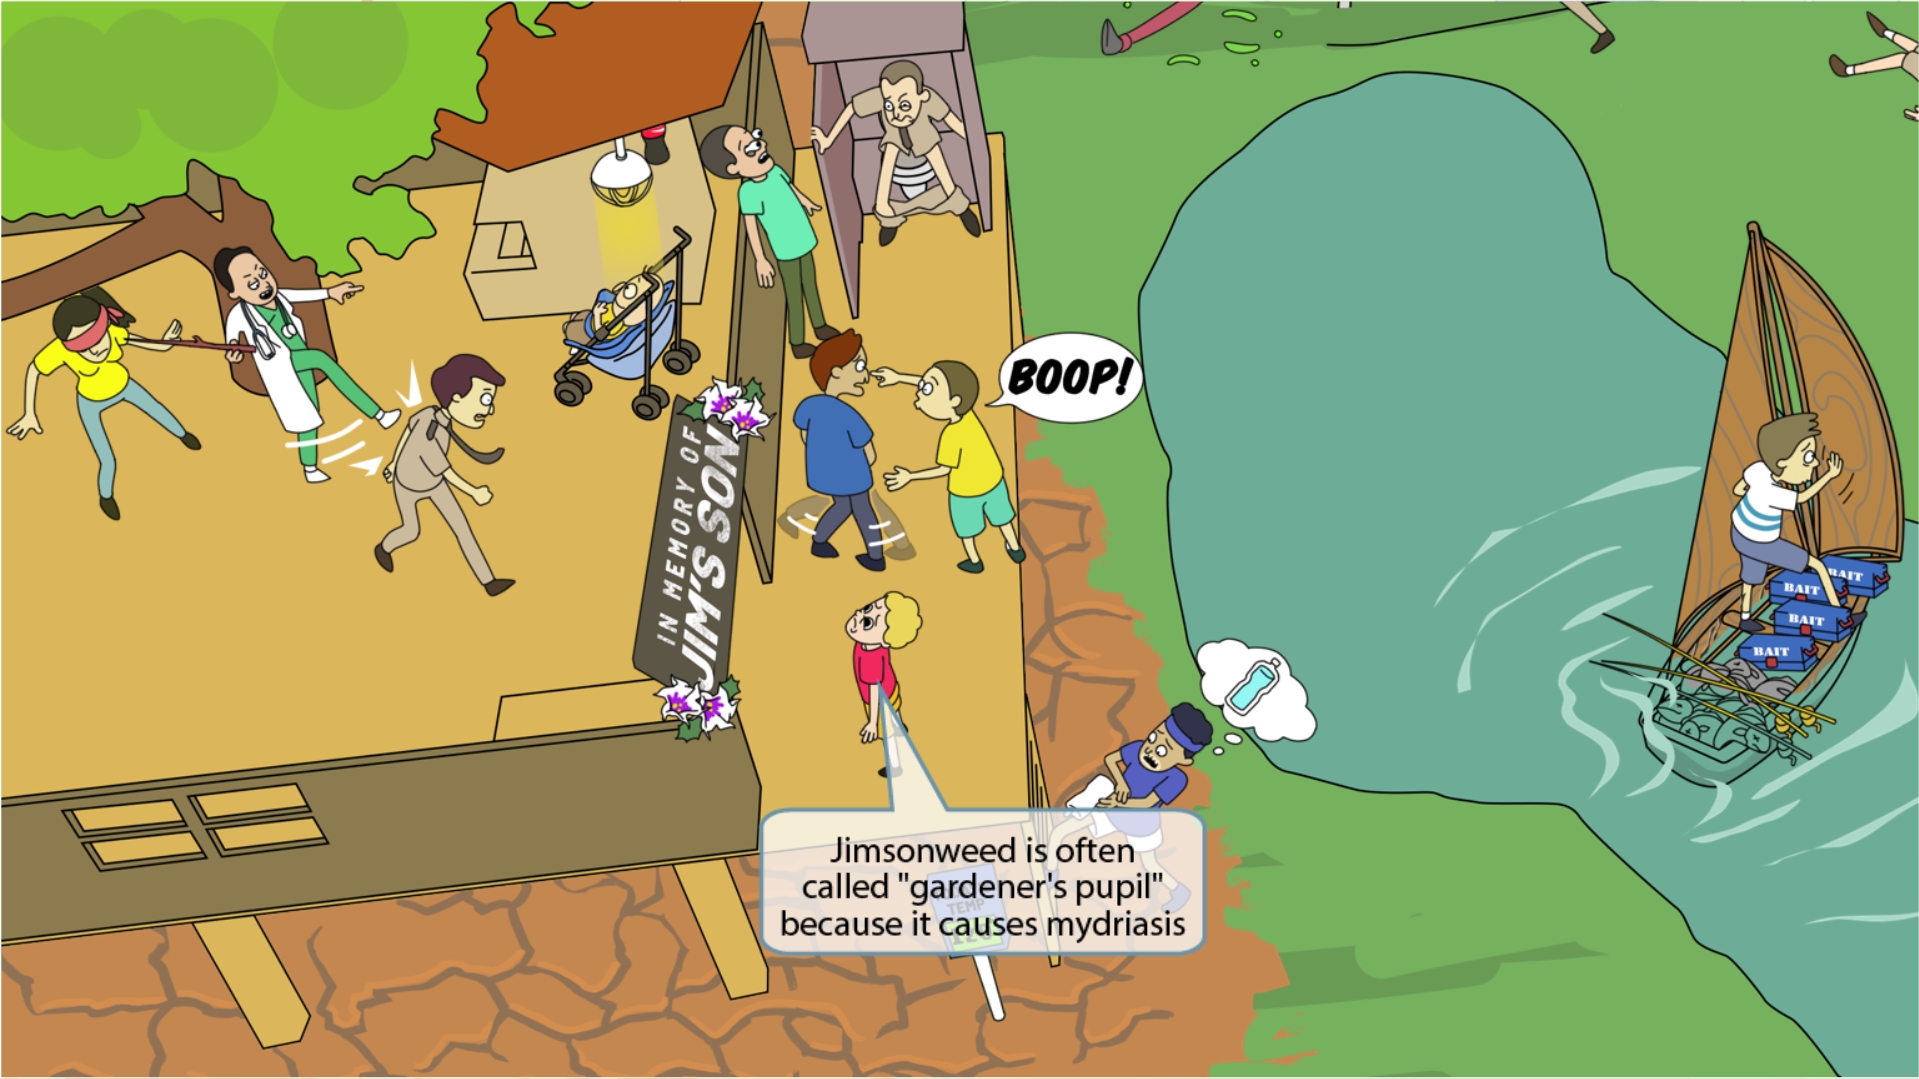 BOOP!
IN MEMORY OF
JIM'S SON
BAIT
BAIT
BAIT
BAIT
Jimsonweed is often
called "gardener's pupil"
because it causes mydriasis
TEMP